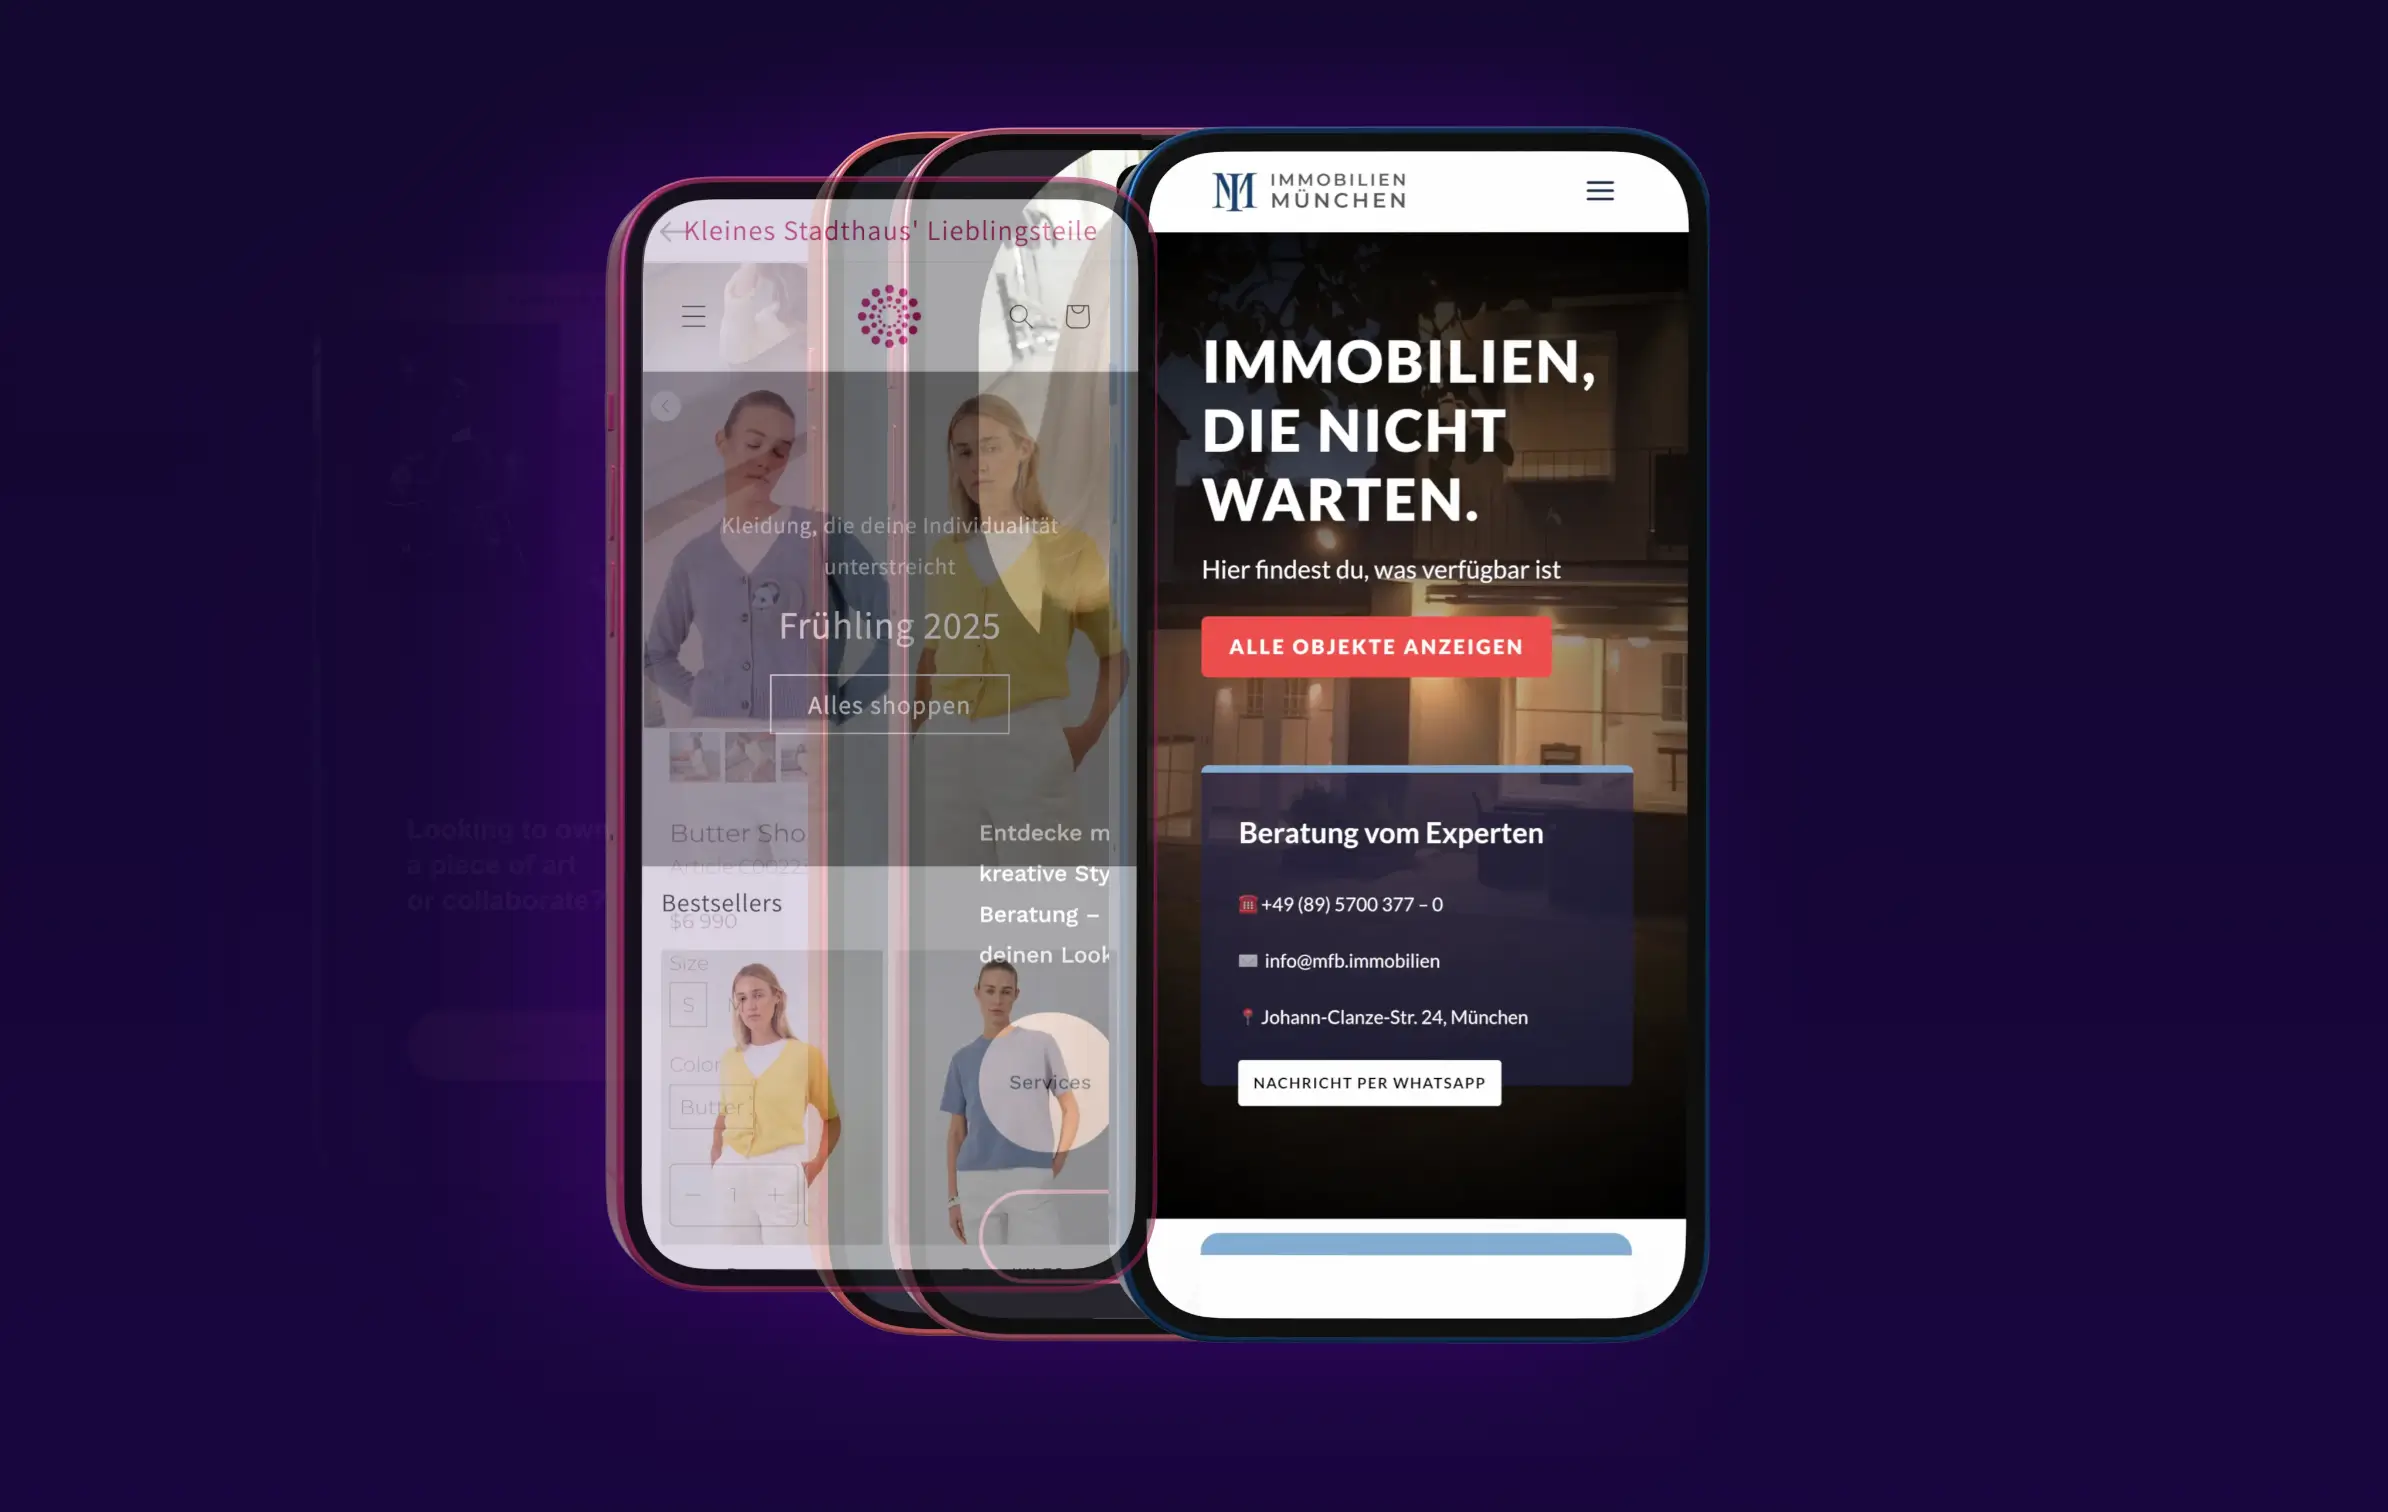 Kleines Stadthaus' Lieblingsteile
Kleidung, die deine Individualität
unterstreicht
Frühling 2025
Alles shoppen
Butter Sho
Article C0022
Bestsellers
$6 990
Size
S M
Color
Butter
1
Entdecke m
kreative Sty
Beratung –
deinen Look
Services
Looking to own
a piece of art
or collaborate?
IMMOBILIEN
MÜNCHEN
IMMOBILIEN,
DIE NICHT
WARTEN.
Hier findest du, was verfügbar ist
ALLE OBJEKTE ANZEIGEN
Beratung vom Experten
+49 (89) 5700 377 – 0
info@mfb.immobilien
Johann-Clanze-Str. 24, München
NACHRICHT PER WHATSAPP